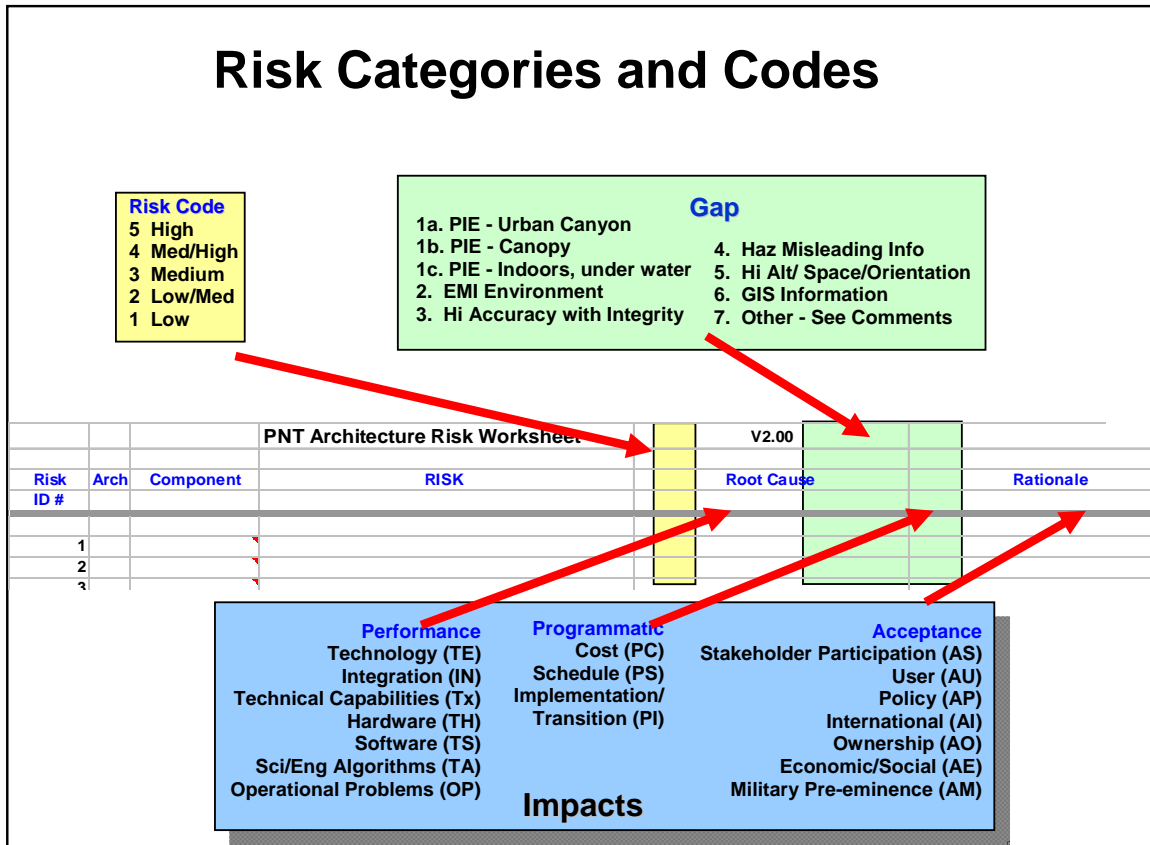 Risk Categories and Codes
Risk Code
5 High
4 Med/High
3 Medium
2 Low/Med
1 Low
Gap
1a. PIE - Urban Canyon
1b. PIE - Canopy
1c. PIE - Indoors, under water
2. EMI Environment
3. Hi Accuracy with Integrity
4. Haz Misleading Info
5. Hi Alt/ Space/Orientation
6. GIS Information
7. Other - See Comments
PNT Architecture Risk Worksheet V2.00
Risk Arch Component RISK Root Cause Rationale
ID #
1
2
3
Performance
Technology (TE)
Integration (IN)
Technical Capabilities (Tx)
Hardware (TH)
Software (TS)
Sci/Eng Algorithms (TA)
Operational Problems (OP)
Programmatic
Cost (PC)
Schedule (PS)
Implementation/
Transition (PI)
Acceptance
Stakeholder Participation (AS)
User (AU)
Policy (AP)
International (AI)
Ownership (AO)
Economic/Social (AE)
Military Pre-eminence (AM)
Impacts